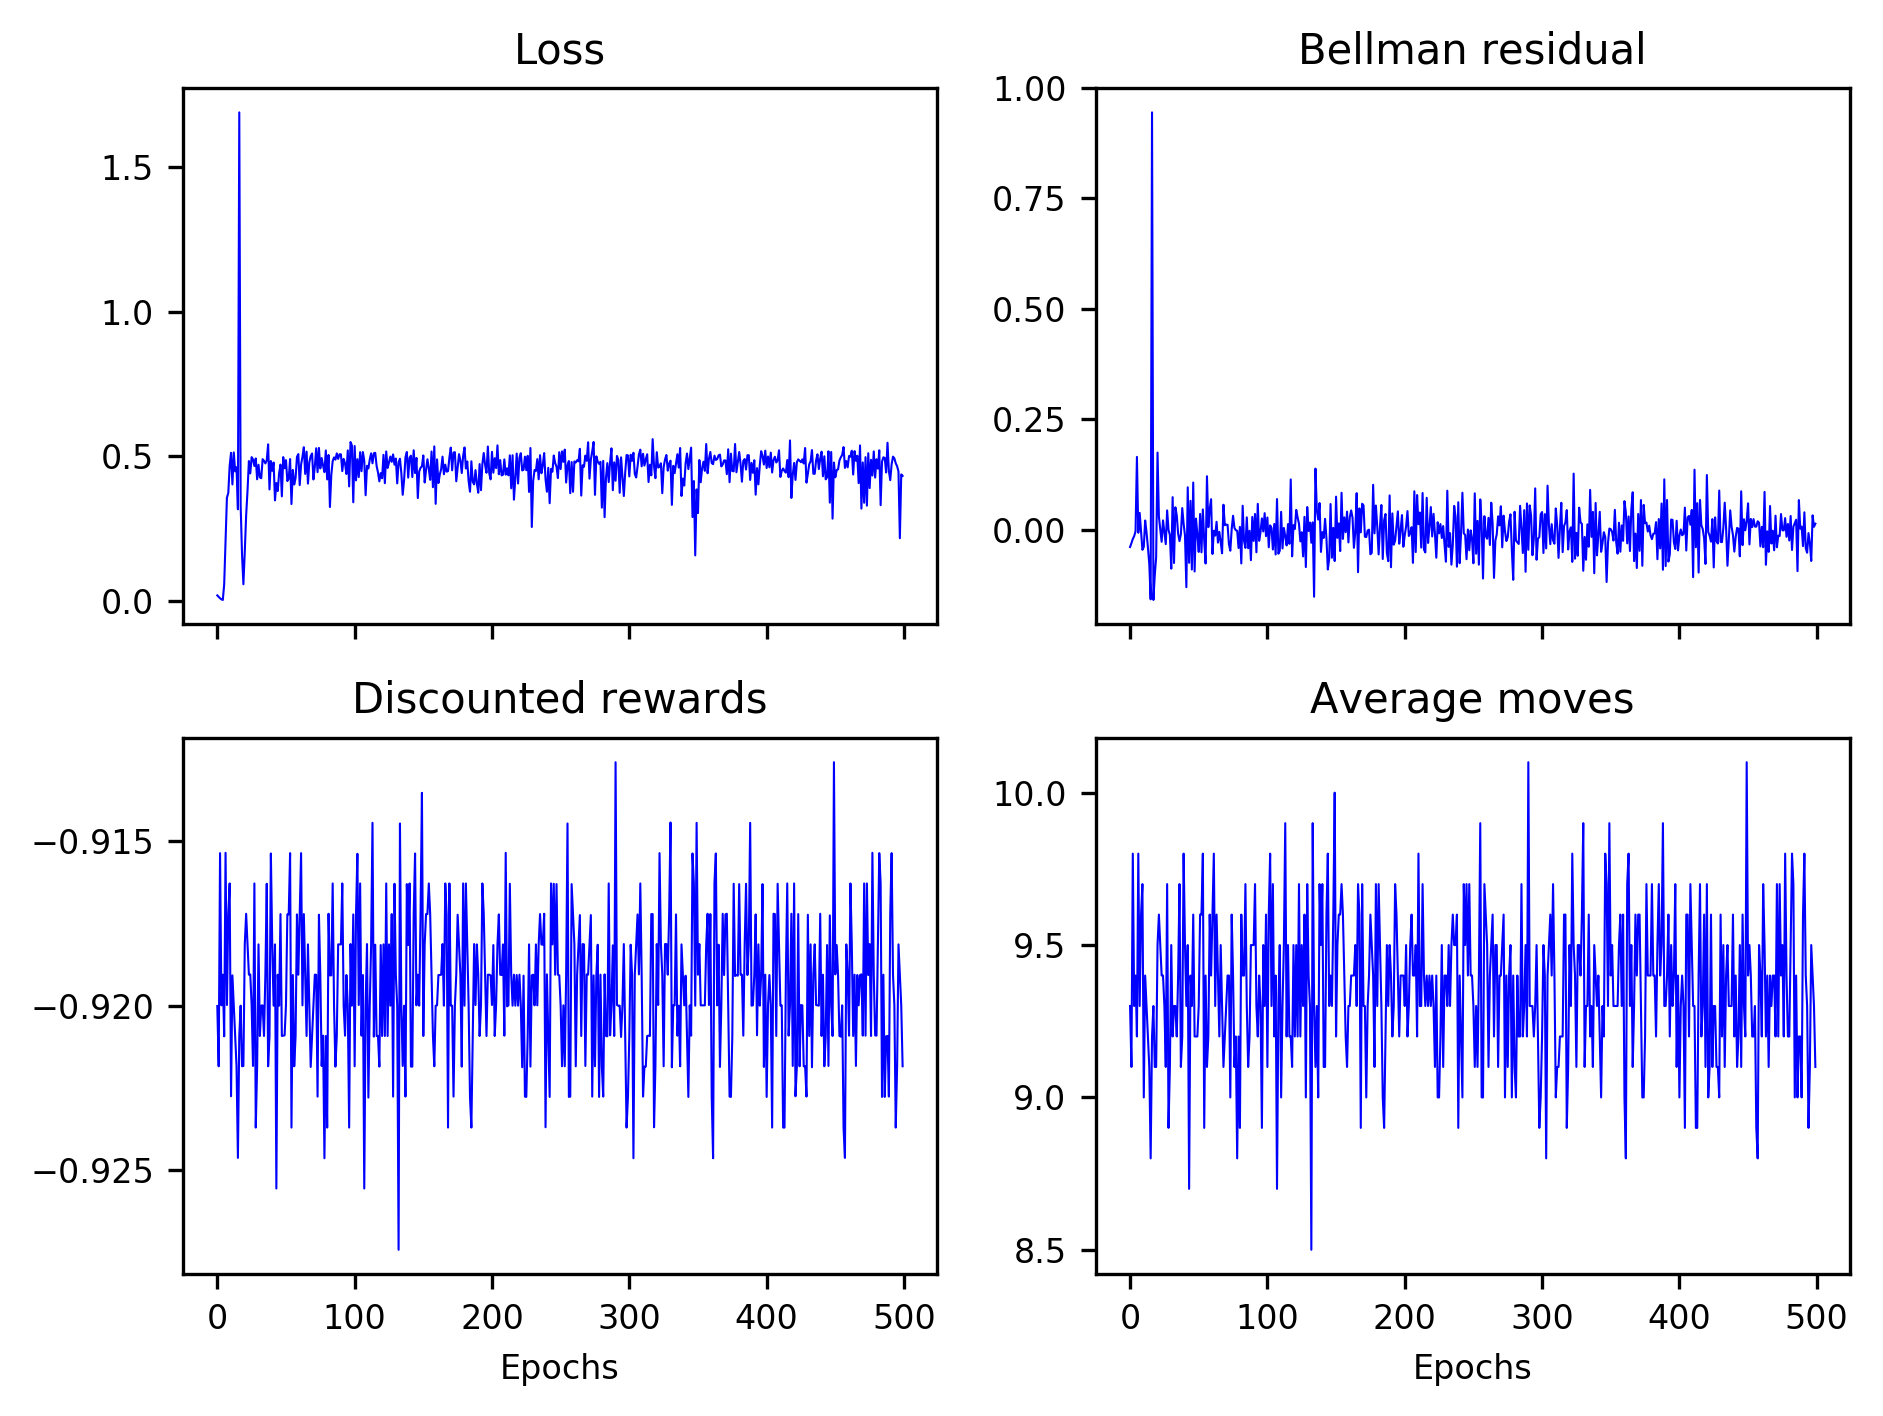 Loss
1.5
1.0
0.5
0.0
Bellman residual
1.00
0.75
0.50
0.25
0.00
Discounted rewards
−0.915
−0.920
−0.925
0 100 200 300 400 500
Epochs
Average moves
10.0
9.5
9.0
8.5
0 100 200 300 400 500
Epochs